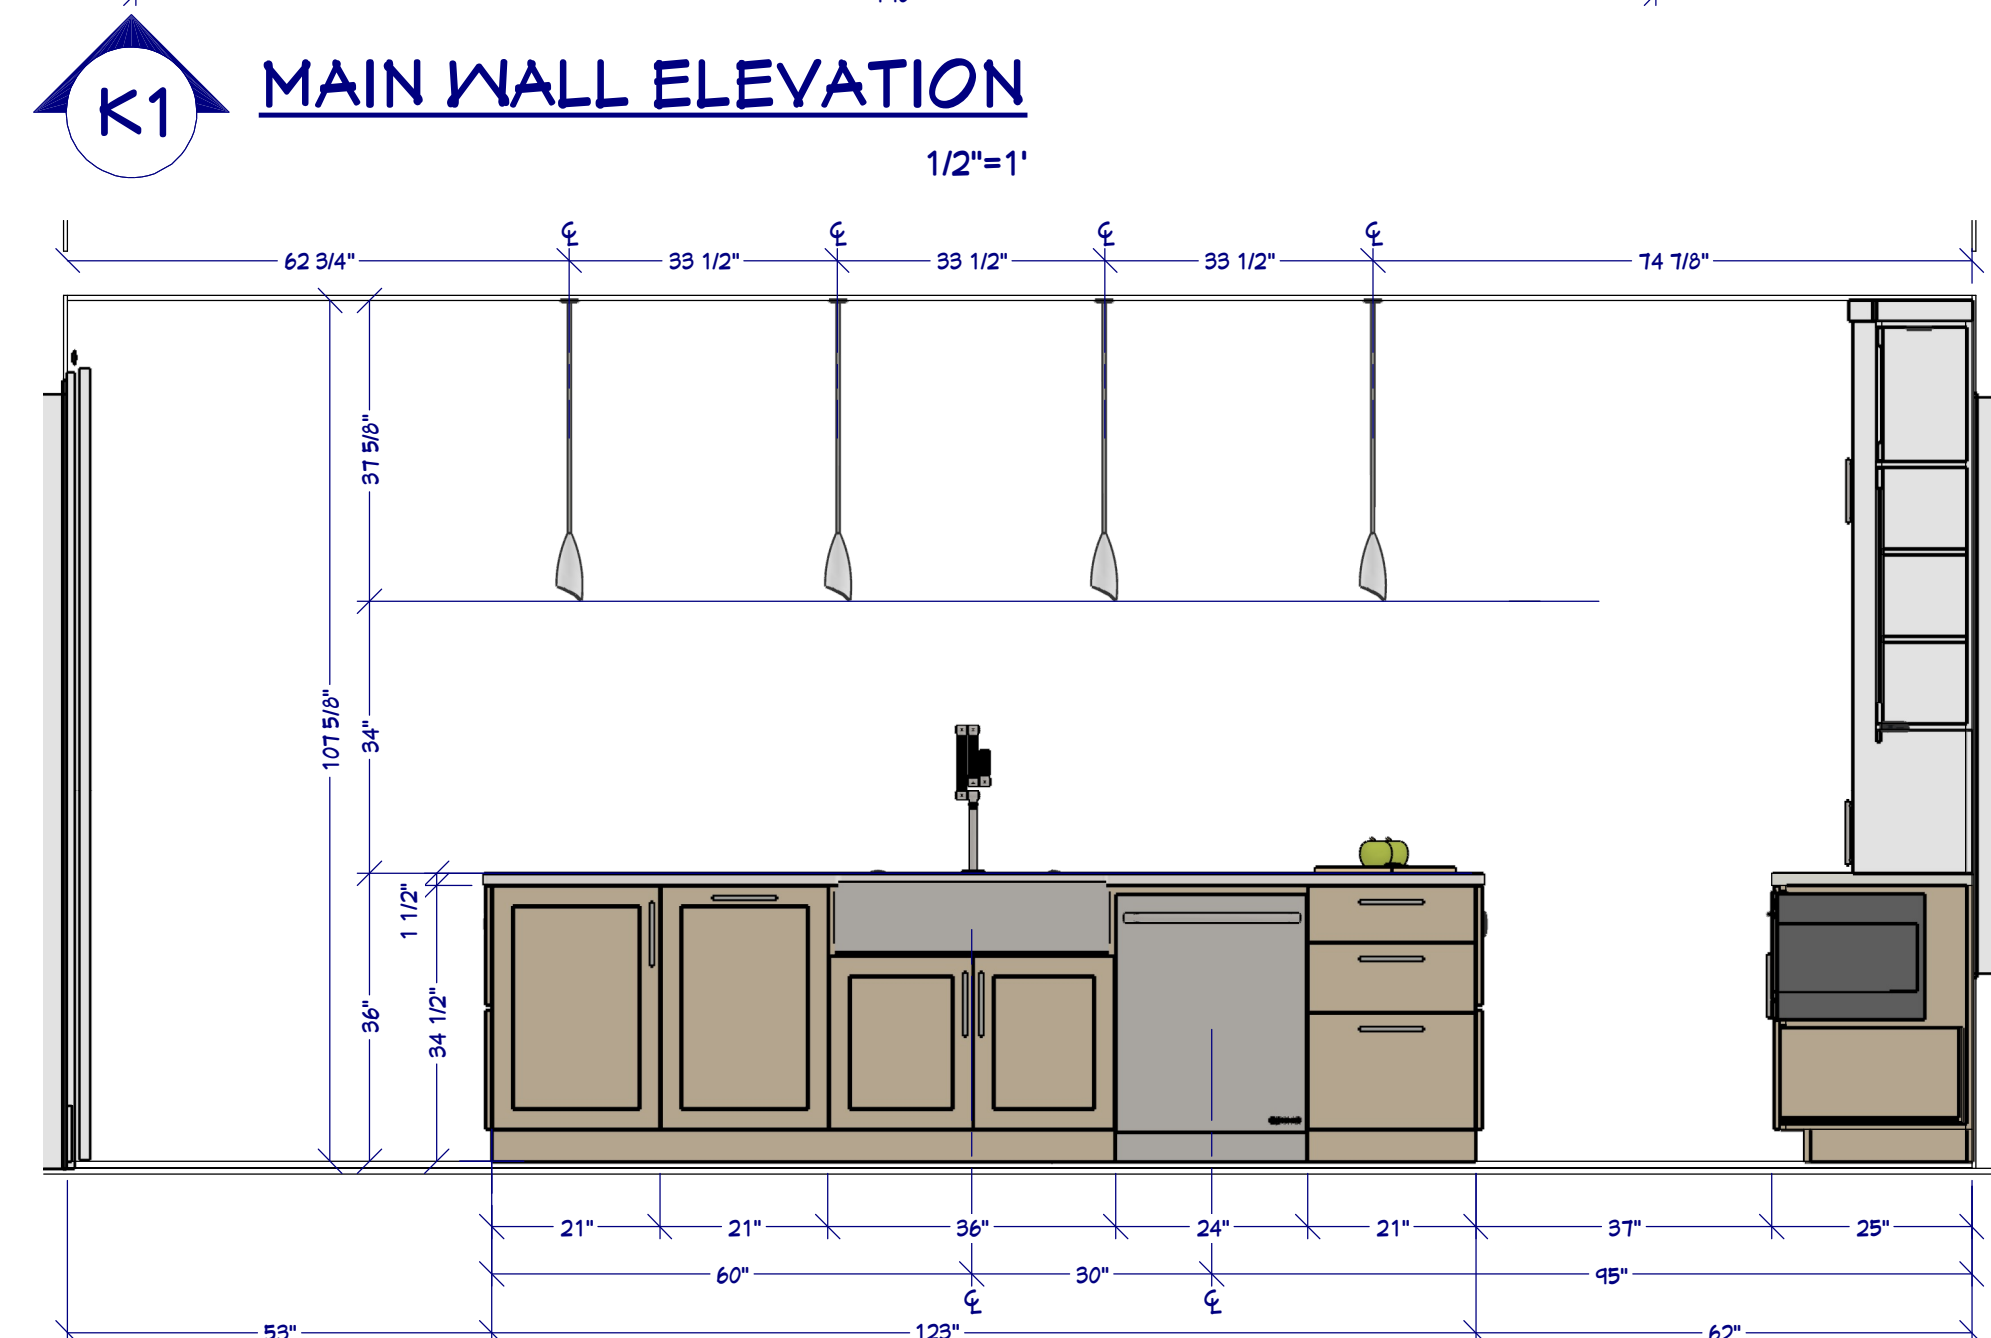 K1
MAIN WALL ELEVATION
1/2"=1'
℄ ℄ ℄ ℄
62 3/4" 33 1/2" 33 1/2" 33 1/2" 74 7/8"
37 5/8"
107 5/8"
34"
1 1/2"
36"
34 1/2"
21" 21" 36" 24" 21" 37" 25"
60" 30" 95"
℄ ℄
53" 123" 62"